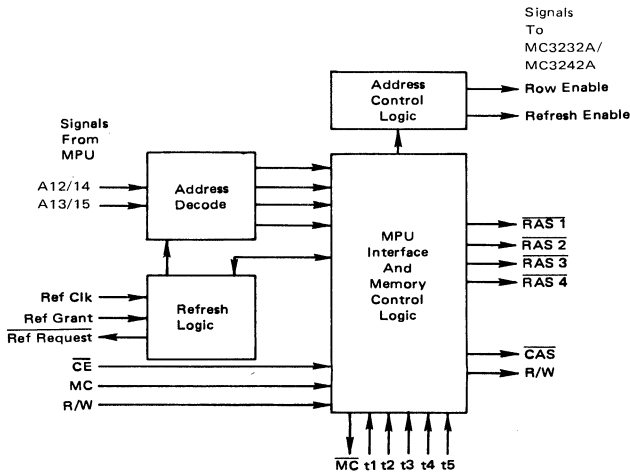 Signals
To
MC3232A/
MC3242A
Address
Control
Logic
Row Enable
Refresh Enable
Signals
From
MPU
A12/14
A13/15
Address
Decode
MPU
Interface
And
Memory
Control
Logic
RAS 1
RAS 2
RAS 3
RAS 4
Ref Clk
Ref Grant
Ref Request
Refresh
Logic
CE
MC
R/W
CAS
R/W
MC t1 t2 t3 t4 t5